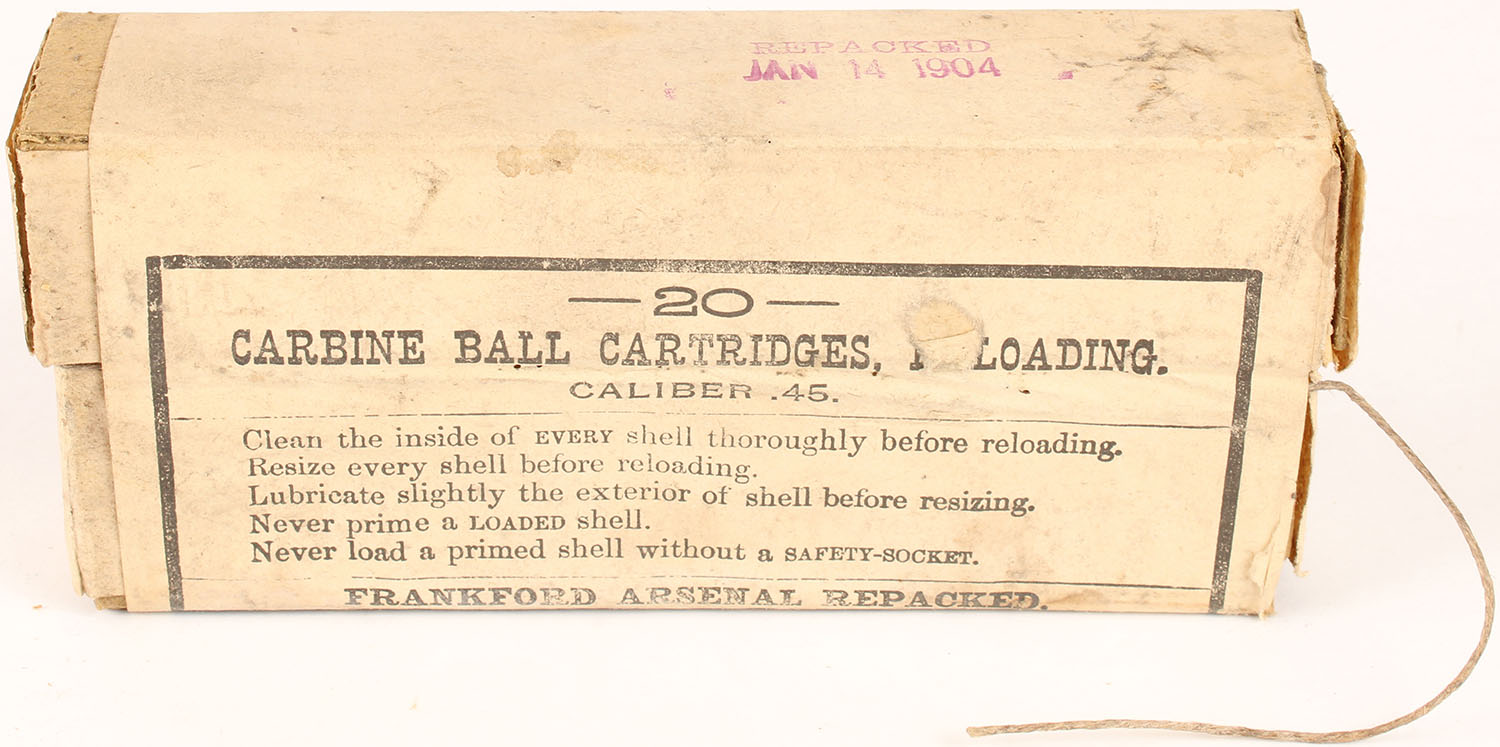 REPACKED
JAN 14 1904
— 20 —
CARBINE BALL CARTRIDGES, LOADING.
CALIBER .45.
Clean the inside of EVERY shell thoroughly before reloading.
Resize every shell before reloading.
Lubricate slightly the exterior of shell before resizing.
Never prime a LOADED shell.
Never load a primed shell without a SAFETY-SOCKET.
FRANKFORD ARSENAL REPACKED.